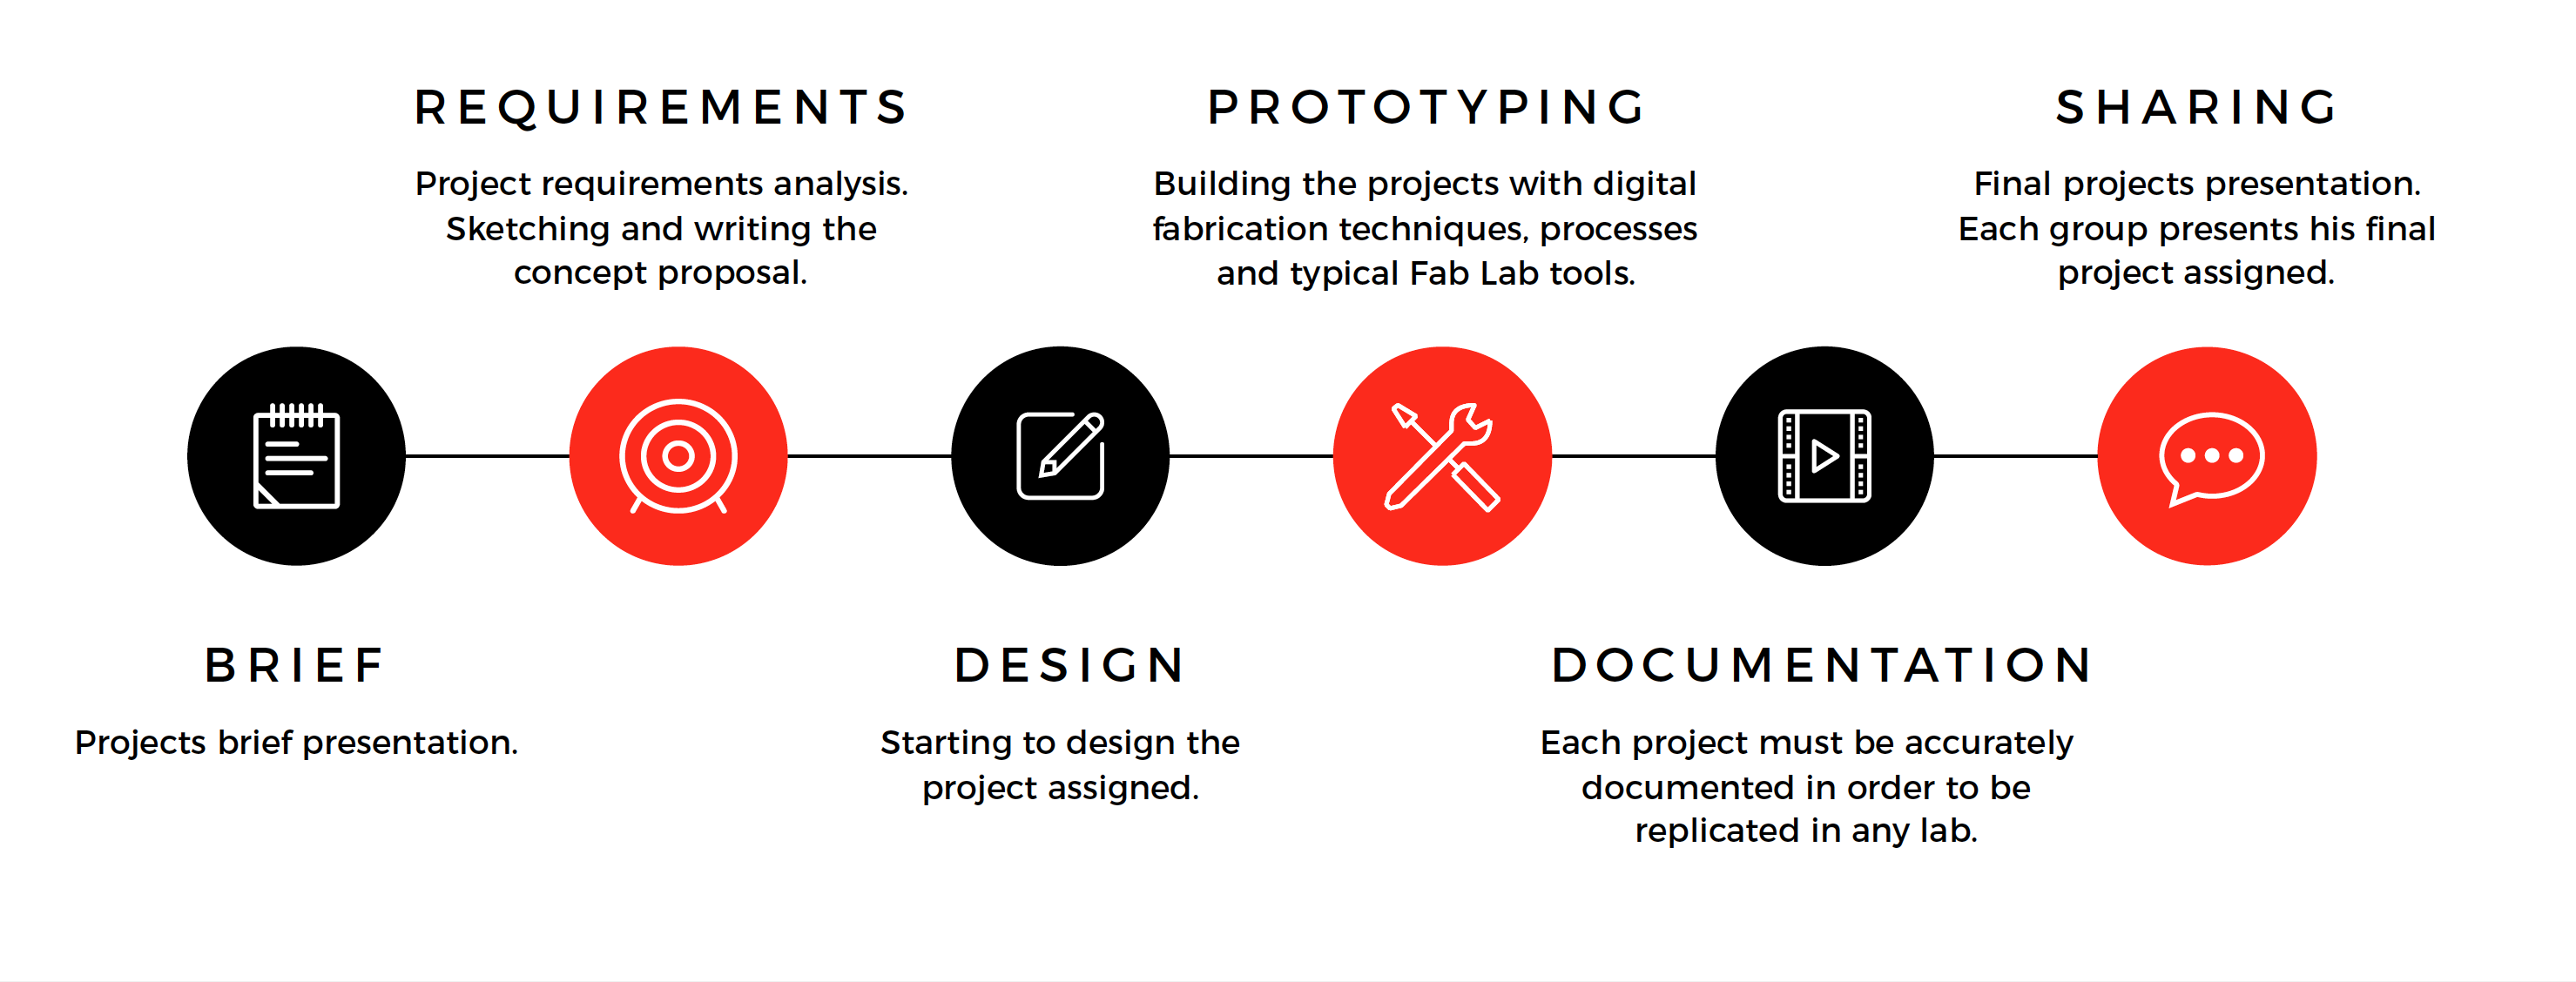 REQUIREMENTS
Project requirements analysis.
Sketching and writing the
concept proposal.
PROTOTYPING
Building the projects with digital
fabrication techniques, processes
and typical Fab Lab tools.
SHARING
Final projects presentation.
Each group presents his final
project assigned.
BRIEF
Projects brief presentation.
DESIGN
Starting to design the
project assigned.
DOCUMENTATION
Each project must be accurately
documented in order to be
replicated in any lab.